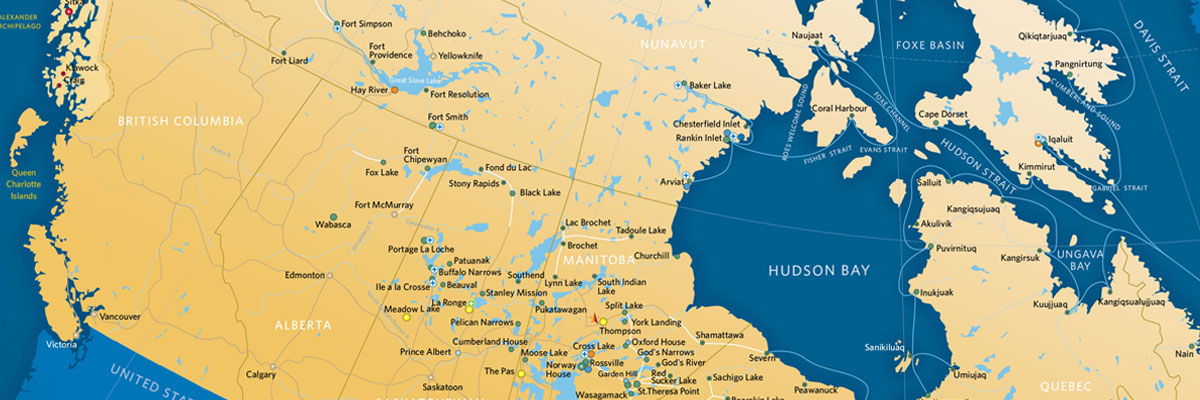 Sitka
ALEXANDER
ARCHIPELAGO
Klawock
Craig
Fort Simpson
Behchoko
Fort
Providence
Yellowknife
Fort Liard
Great Slave Lake
Hay River
Fort Resolution
Fort Smith
NUNAVUT
Naujaat
FOXE BASIN
Qikiqtarjuaq
Pangnirtung
DAVIS STRAIT
CUMBERLAND SOUND
Baker Lake
Chesterfield Inlet
Rankin Inlet
ROES WELCOME SOUND
Coral Harbour
FOXE CHANNEL
Cape Dorset
FISHER STRAIT
EVANS STRAIT
Iqaluit
HUDSON STRAIT
Kimmirut
GABRIEL STRAIT
BRITISH COLUMBIA
Peace R.
Queen
Charlotte
Islands
Fort
Chipewyan
Fox Lake
Fond du Lac
Stony Rapids
Black Lake
Arviat
Salluit
Kangiqsujuaq
Fort McMurray
Wabasca
Athabasca R.
Clearwater R.
Lac Brochet
Tadoule Lake
Akulivik
Portage La Loche
Brochet
MANITOBA
Churchill
Puvirnituq
Kangirsuk
UNGAVA
BAY
HUDSON BAY
Patuanak
Edmonton
Buffalo Narrows
Southend
Ile a la Crosse
Beauval
Lynn Lake
South Indian
Lake
Stanley Mission
Inukjuak
Kuujjuaq
Kangiqsualujjuaq
La Ronge
Meadow Lake
Pukatawagan
Split Lake
Vancouver
ALBERTA
Pelican Narrows
York Landing
Thompson
Shamattawa
Victoria
Cumberland House
Oxford House
Sanikiluaq
Prince Albert
Moose Lake
Cross Lake
God's Narrows
Severn
Nain
Norway
House
Rossville
God's River
UNITED STATES
Calgary
The Pas
Garden Hill
Red
Sucker Lake
Sachigo Lake
Umiujaq
Saskatoon
St.Theresa Point
Peawanuck
QUEBEC
Wasagamack
Bearskin Lake
SASKATCHEWAN